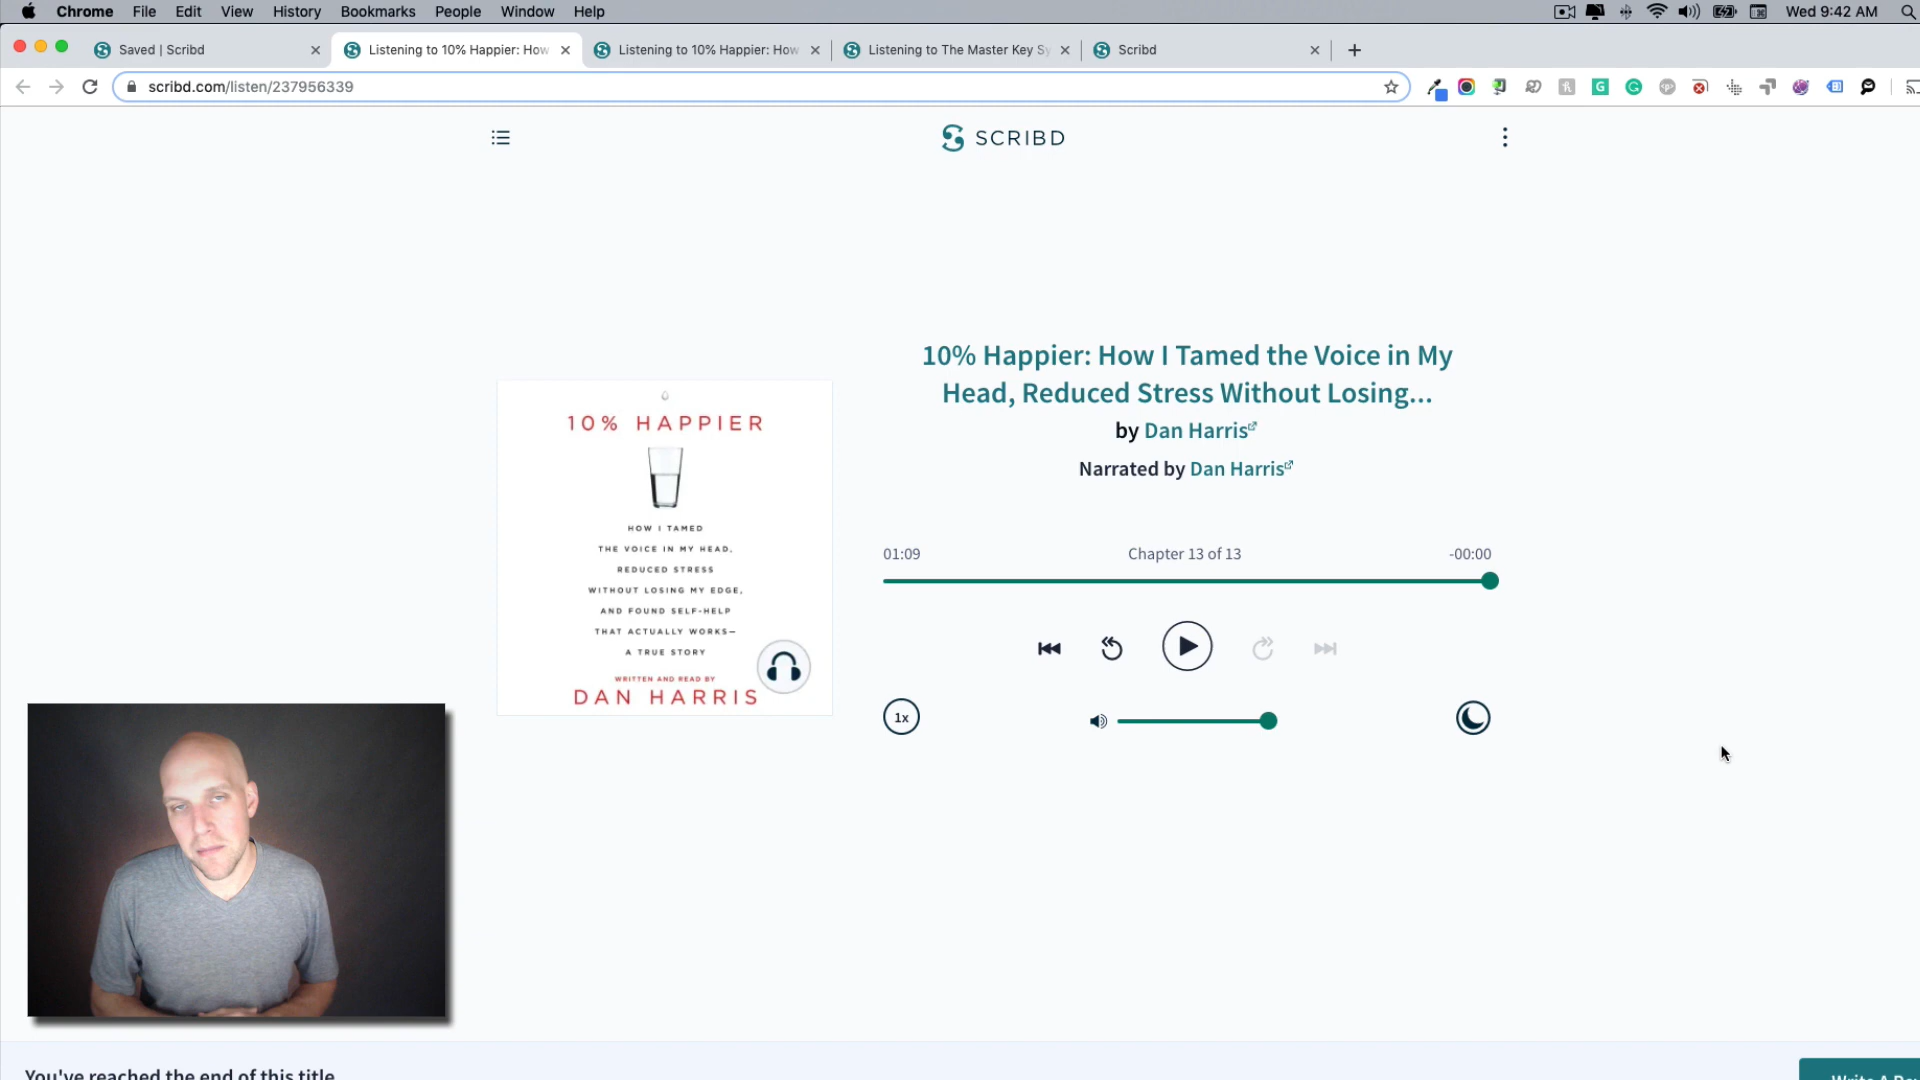 Chrome File Edit View History Bookmarks People Window Help
Wed 9:42 AM
Saved | Scribd
Listening to 10% Happier: How
Listening to 10% Happier: How
Listening to The Master Key Sy
Scribd
scribd.com/listen/237956339
SCRIBD
10% Happier: How I Tamed the Voice in My
Head, Reduced Stress Without Losing...
by Dan Harris
Narrated by Dan Harris
10% HAPPIER
HOW I TAMED
THE VOICE IN MY HEAD,
REDUCED STRESS
WITHOUT LOSING MY EDGE,
AND FOUND SELF-HELP
THAT ACTUALLY WORKS—
A TRUE STORY
WRITTEN AND READ BY
DAN HARRIS
01:09
Chapter 13 of 13
-00:00
1x
You've reached the end of this title
Write A